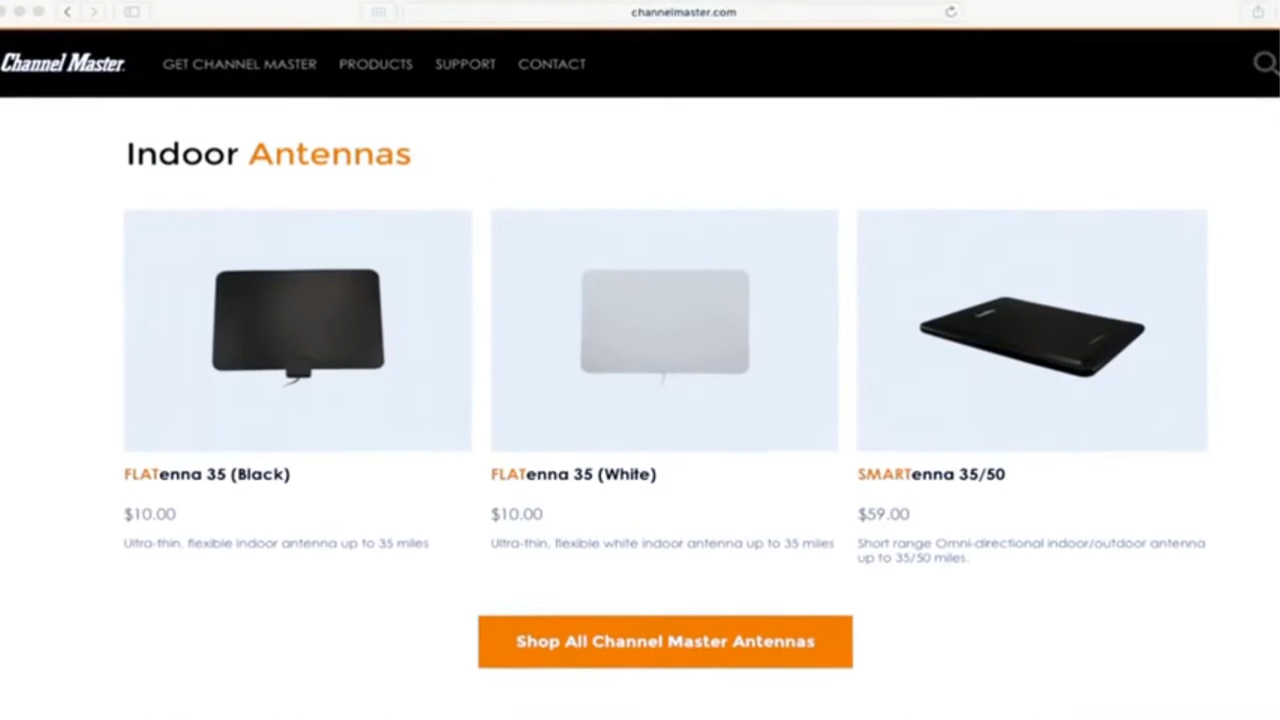 channelmaster.com
Channel Master.
GET CHANNEL MASTER
PRODUCTS
SUPPORT
CONTACT
Indoor Antennas
FLATenna 35 (Black)
$10.00
Ultra-thin, flexible indoor antenna up to 35 miles
FLATenna 35 (White)
$10.00
Ultra-thin, flexible white indoor antenna up to 35 miles
SMARTenna 35/50
$59.00
Short range Omni-directional indoor/outdoor antenna
up to 35/50 miles.
Shop All Channel Master Antennas